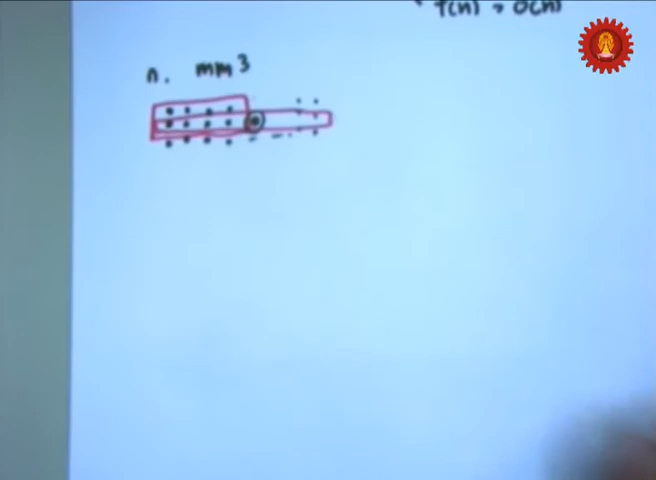 T(n) = O(n)
n. mm3